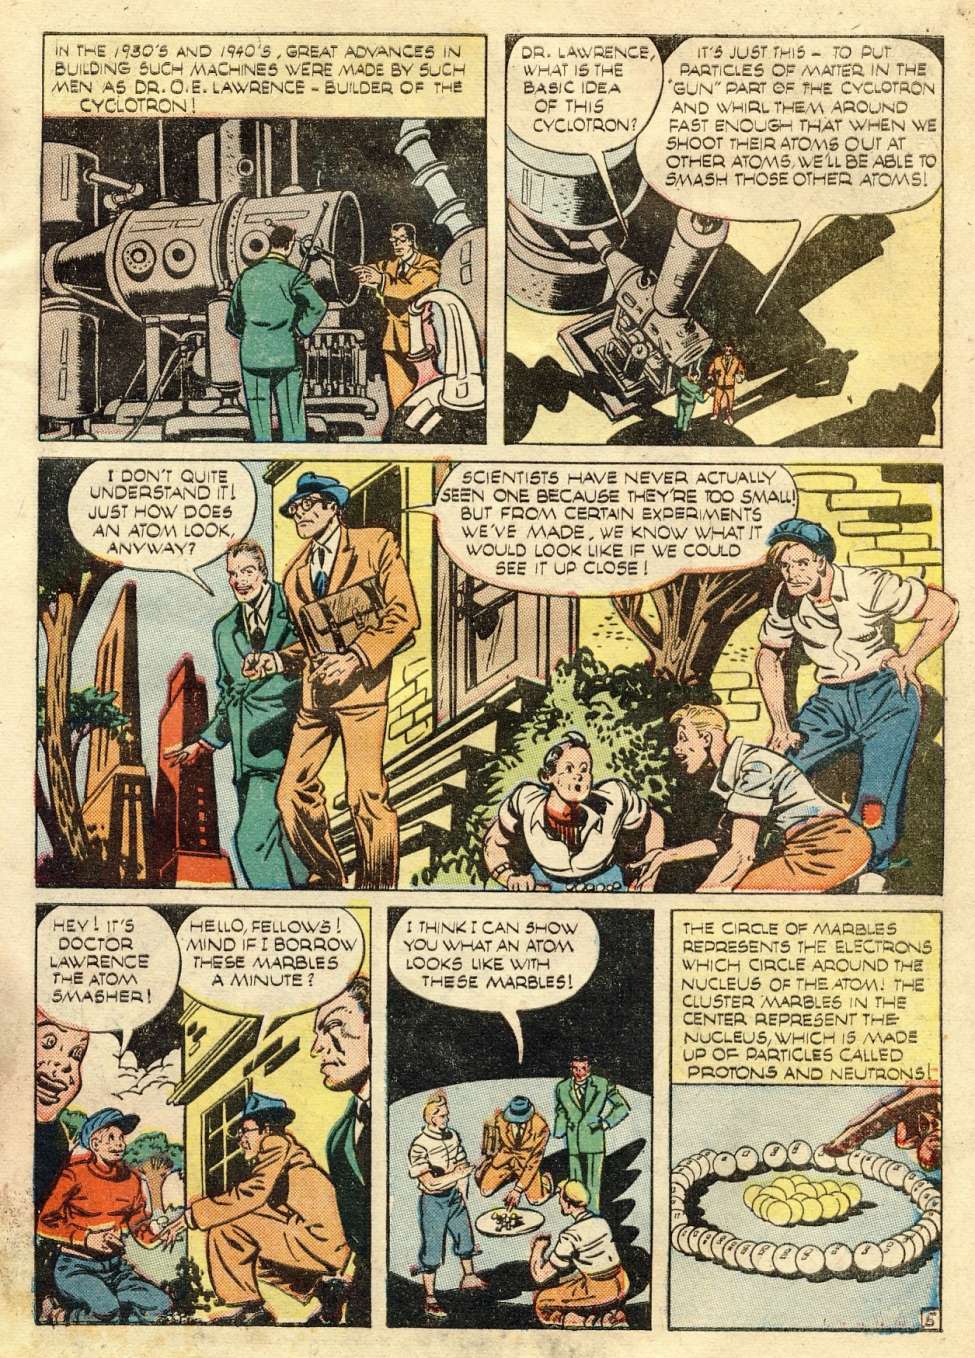 IN THE 1930'S AND 1940'S, GREAT ADVANCES IN
BUILDING SUCH MACHINES WERE MADE BY SUCH
MEN AS DR. O.E. LAWRENCE - BUILDER OF THE
CYCLOTRON!
DR. LAWRENCE,
WHAT IS THE
BASIC IDEA
OF THIS
CYCLOTRON?
IT'S JUST THIS - TO PUT
PARTICLES OF MATTER IN THE
"GUN" PART OF THE CYCLOTRON
AND WHIRL THEM AROUND
FAST ENOUGH THAT WHEN WE
SHOOT THEIR ATOMS OUT AT
OTHER ATOMS, WE'LL BE ABLE TO
SMASH THOSE OTHER ATOMS!
I DON'T QUITE
UNDERSTAND IT!
JUST HOW DOES
AN ATOM LOOK,
ANYWAY?
SCIENTISTS HAVE NEVER ACTUALLY
SEEN ONE BECAUSE THEY'RE TOO SMALL!
BUT FROM CERTAIN EXPERIMENTS
WE'VE MADE, WE KNOW WHAT IT
WOULD LOOK LIKE IF WE COULD
SEE IT UP CLOSE!
HEY! IT'S
DOCTOR
LAWRENCE
THE ATOM
SMASHER!
HELLO, FELLOWS!
MIND IF I BORROW
THESE MARBLES
A MINUTE?
I THINK I CAN SHOW
YOU WHAT AN ATOM
LOOKS LIKE WITH
THESE MARBLES!
THE CIRCLE OF MARBLES
REPRESENTS THE ELECTRONS
WHICH CIRCLE AROUND THE
NUCLEUS OF THE ATOM! THE
CLUSTER MARBLES IN THE
CENTER REPRESENT THE
NUCLEUS, WHICH IS MADE
UP OF PARTICLES CALLED
PROTONS AND NEUTRONS!
5